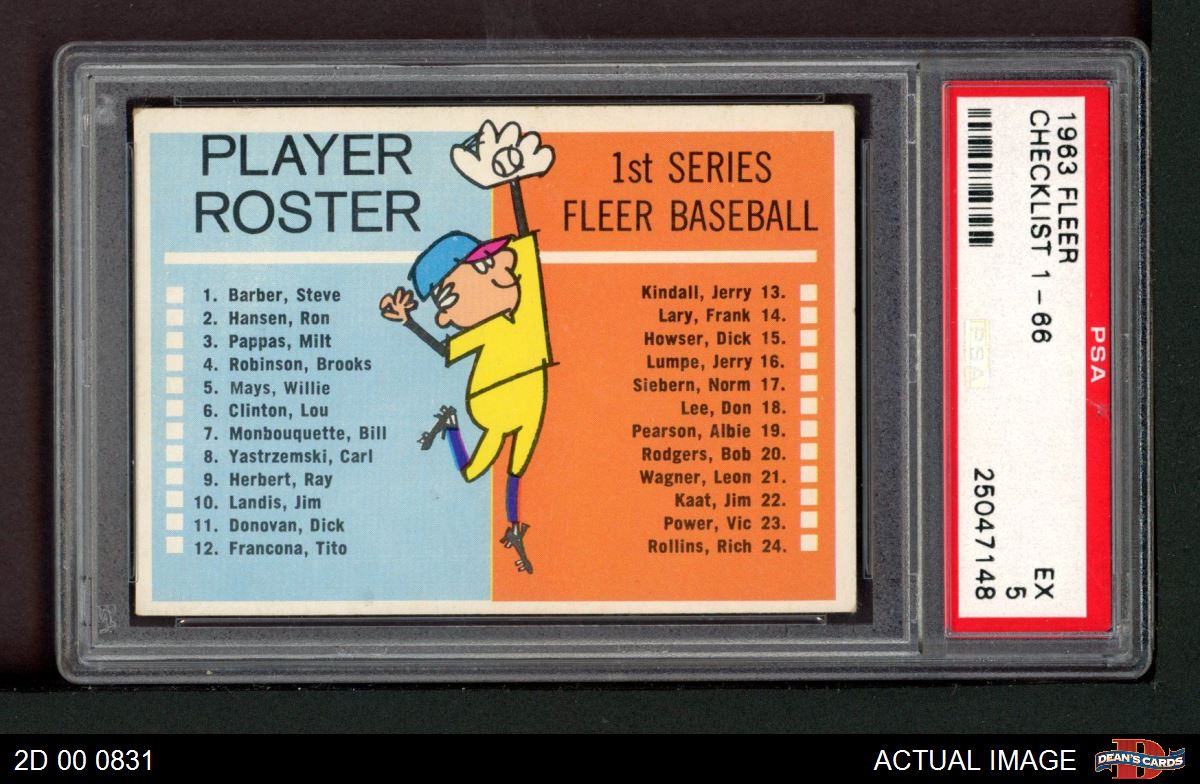 PLAYER
ROSTER
1. Barber, Steve
2. Hansen, Ron
3. Pappas, Milt
4. Robinson, Brooks
5. Mays, Willie
6. Clinton, Lou
7. Monbouquette, Bill
8. Yastrzemski, Carl
9. Herbert, Ray
10. Landis, Jim
11. Donovan, Dick
12. Francona, Tito
1st SERIES
FLEER BASEBALL
Kindall, Jerry 13.
Lary, Frank 14.
Howser, Dick 15.
Lumpe, Jerry 16.
Siebern, Norm 17.
Lee, Don 18.
Pearson, Albie 19.
Rodgers, Bob 20.
Wagner, Leon 21.
Kaat, Jim 22.
Power, Vic 23.
Rollins, Rich 24.
PSA
1963 FLEER
CHECKLIST 1-66
EX
5
25047148
PSA
2D 00 0831
ACTUAL IMAGE
DEAN'S CARDS